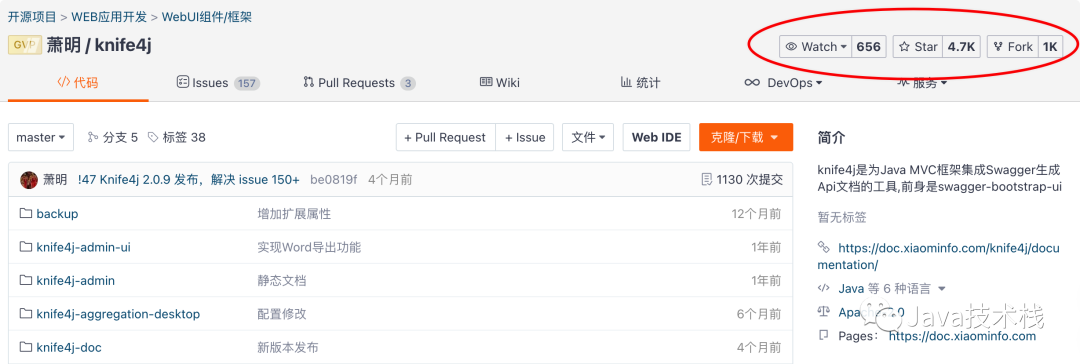 开源项目 > WEB应用开发 > WebUI组件/框架
GVP 萧明 / knife4j
Watch 656 Star 4.7K Fork 1K
代码 Issues 157 Pull Requests 3 Wiki 统计 DevOps 服务
master 分支 5 标签 38 + Pull Request + Issue 文件 Web IDE 克隆/下载
萧明 !47 Knife4j 2.0.9 发布，解决 issue 150+ be0819f 4个月前 1130 次提交
backup 增加扩展属性 12个月前
knife4j-admin-ui 实现Word导出功能 1年前
knife4j-admin 静态文档 1年前
knife4j-aggregation-desktop 配置修改 6个月前
knife4j-doc 新版本发布 4个月前
简介
knife4j是为Java MVC框架集成Swagger生成
Api文档的工具,前身是swagger-bootstrap-ui
暂无标签
https://doc.xiaominfo.com/knife4j/docu
mentation/
Java 等 6 种语言
Pages： https://doc.xiaominfo.com
Java技术栈